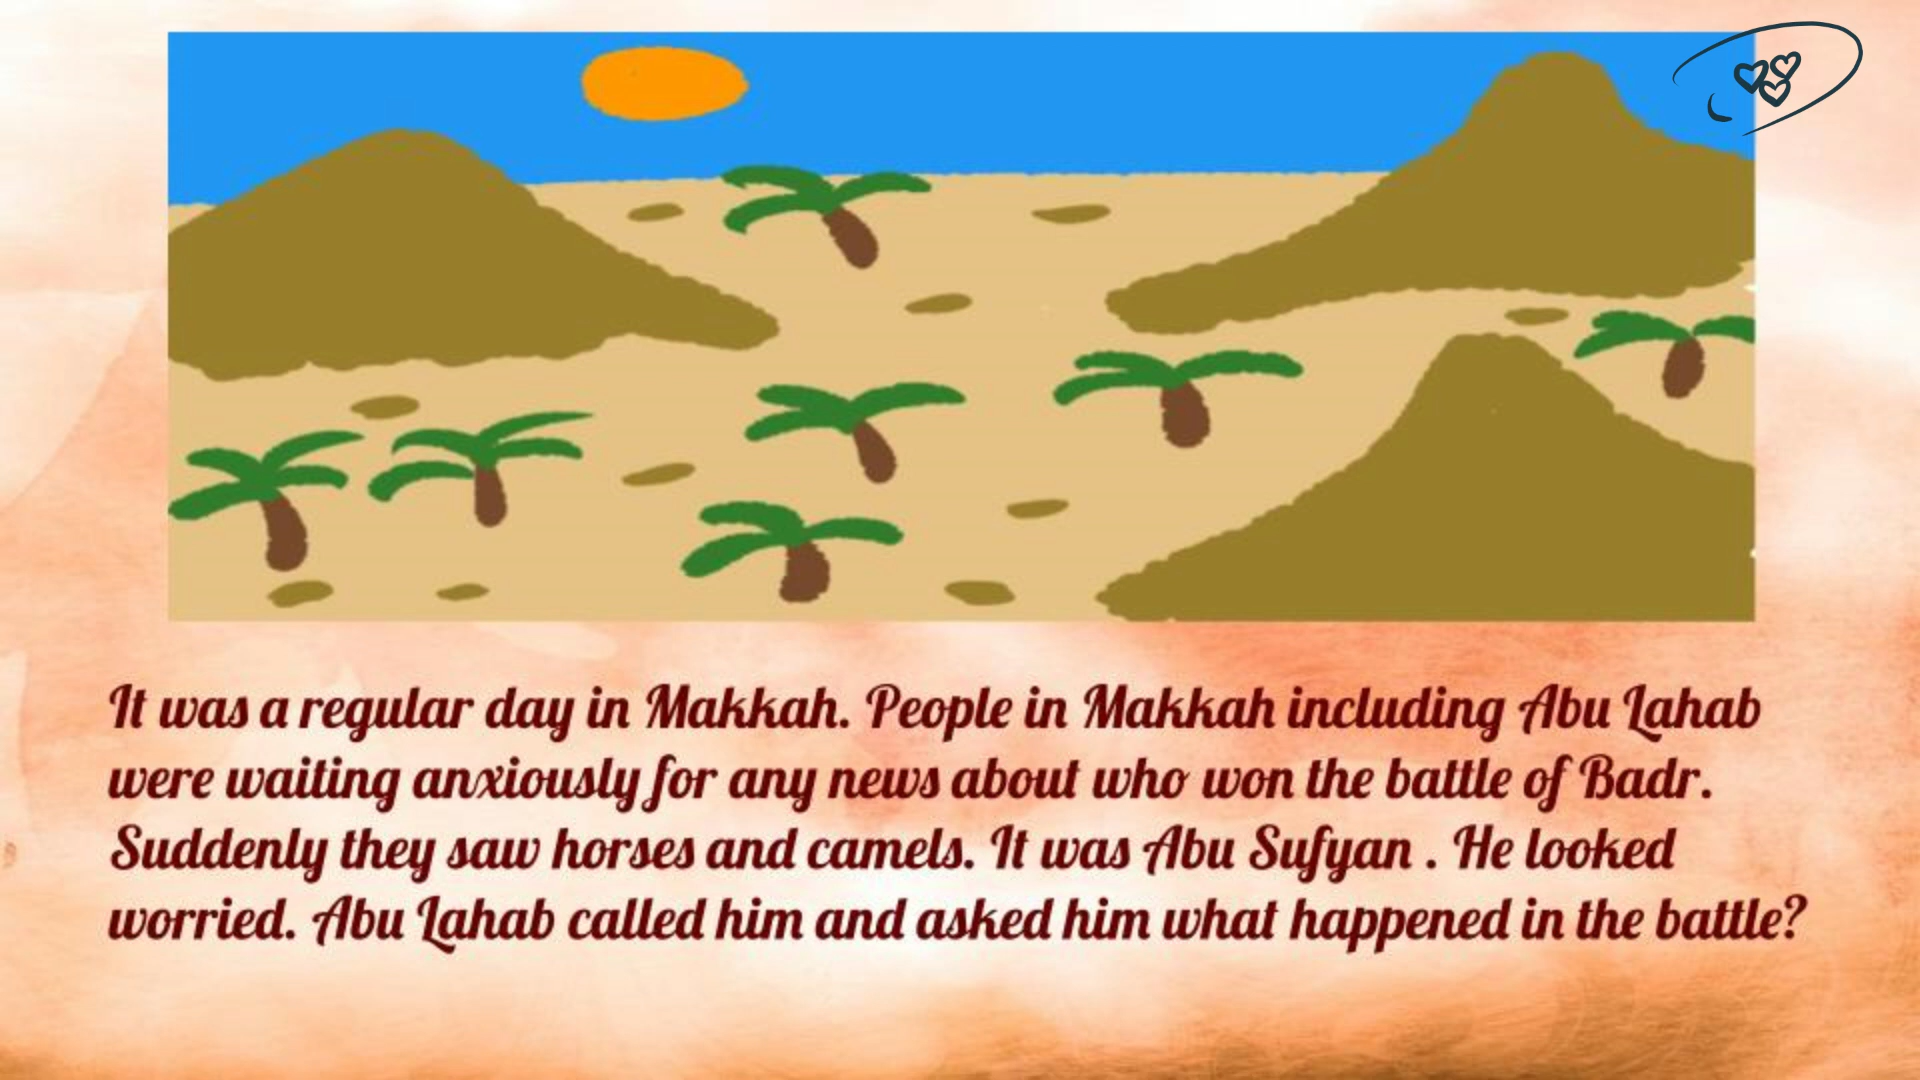 It was a regular day in Makkah. People in Makkah including Abu Lahab
were waiting anxiously for any news about who won the battle of Badr.
Suddenly they saw horses and camels. It was Abu Sufyan . He looked
worried. Abu Lahab called him and asked him what happened in the battle?